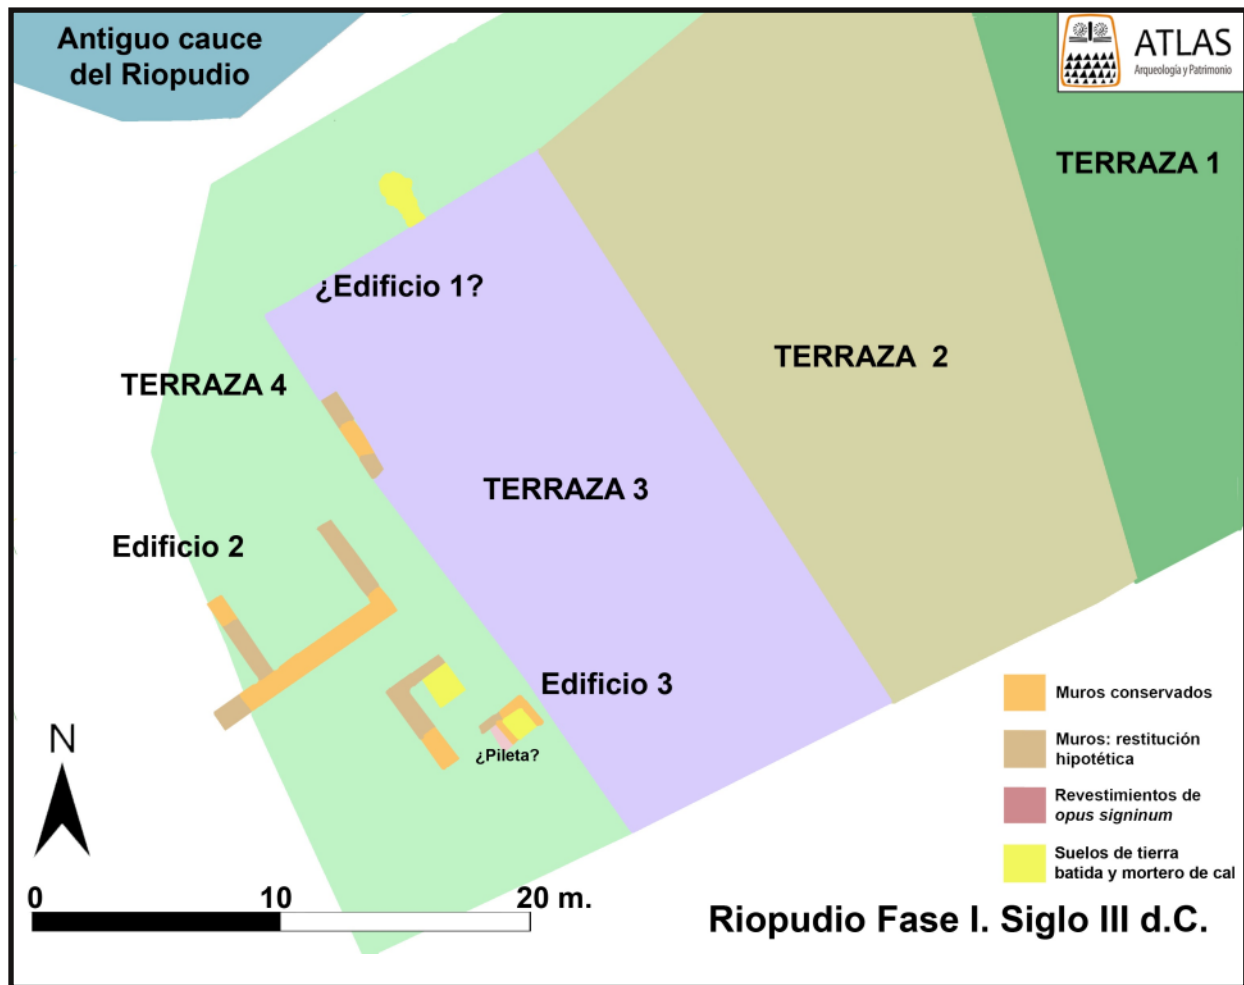 Antiguo cauce
del Riopudio
ATLAS
Arqueología y Patrimonio
TERRAZA 1
¿Edificio 1?
TERRAZA 2
TERRAZA 4
TERRAZA 3
Edificio 2
Edificio 3
¿Pileta?
N
0 10 20 m.
Muros conservados
Muros: restitución
hipotética
Revestimientos de
opus signinum
Suelos de tierra
batida y mortero de cal
Riopudio Fase I. Siglo III d.C.